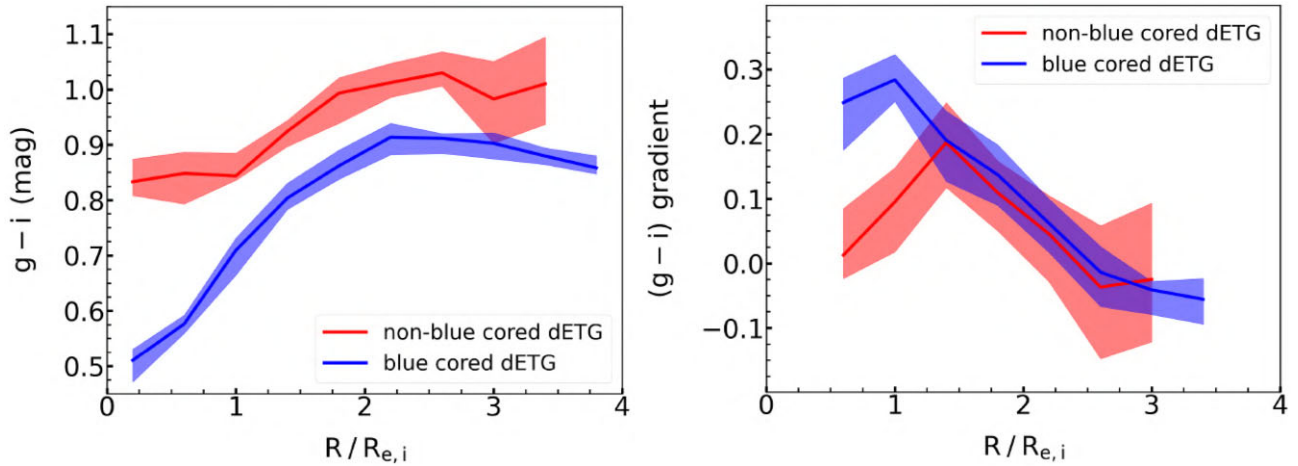 g − i (mag)
1.1
1.0
0.9
0.8
0.7
0.6
0.5
non-blue cored dETG
blue cored dETG
0 1 2 3 4
R / Re, i
(g − i) gradient
0.3
0.2
0.1
0.0
−0.1
non-blue cored dETG
blue cored dETG
0 1 2 3 4
R / Re, i